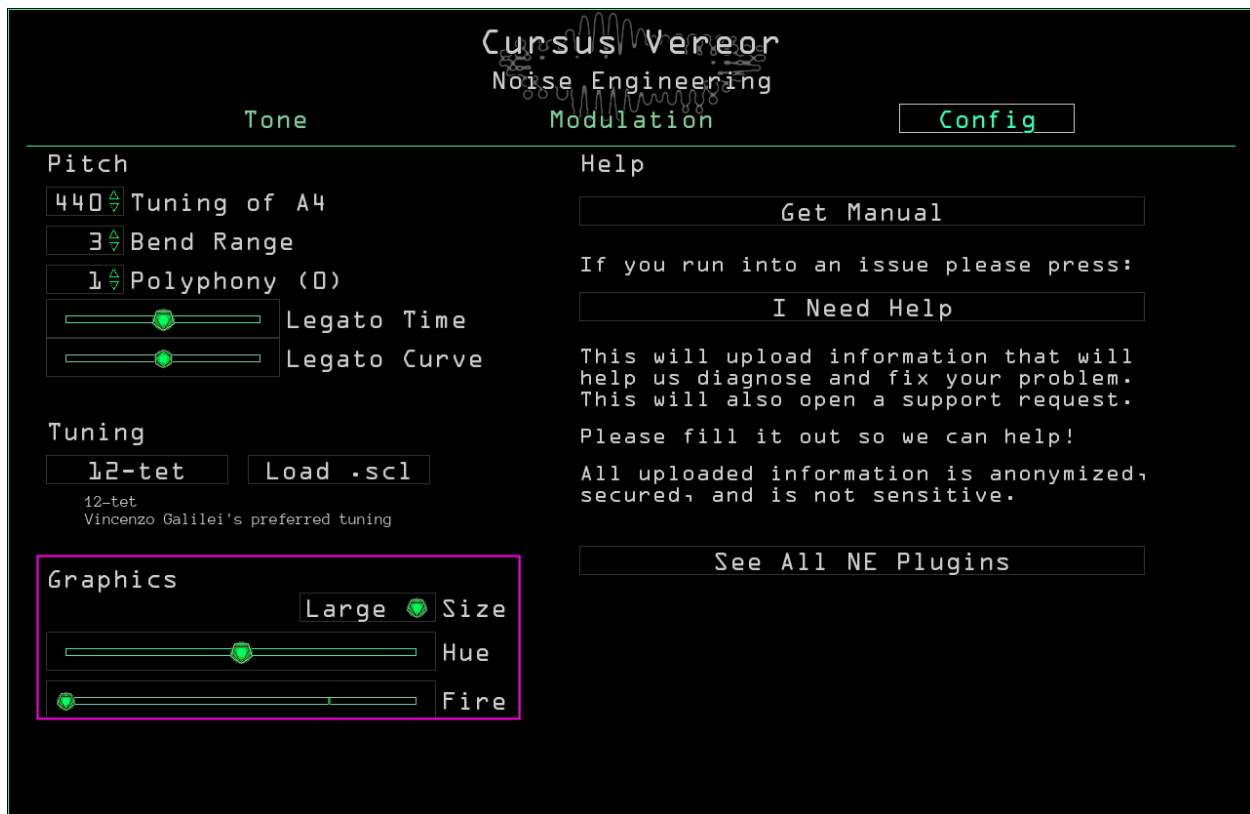 Cursus Vereor
Noise Engineering
Tone
Modulation
Config
Pitch
440 Tuning of A4
3 Bend Range
1 Polyphony (0)
Legato Time
Legato Curve
Tuning
12-tet
Load .scl
12-tet
Vincenzo Galilei's preferred tuning
Graphics
Large Size
Hue
Fire
Help
Get Manual
If you run into an issue please press:
I Need Help
This will upload information that will
help us diagnose and fix your problem.
This will also open a support request.
Please fill it out so we can help!
All uploaded information is anonymized,
secured, and is not sensitive.
See All NE Plugins